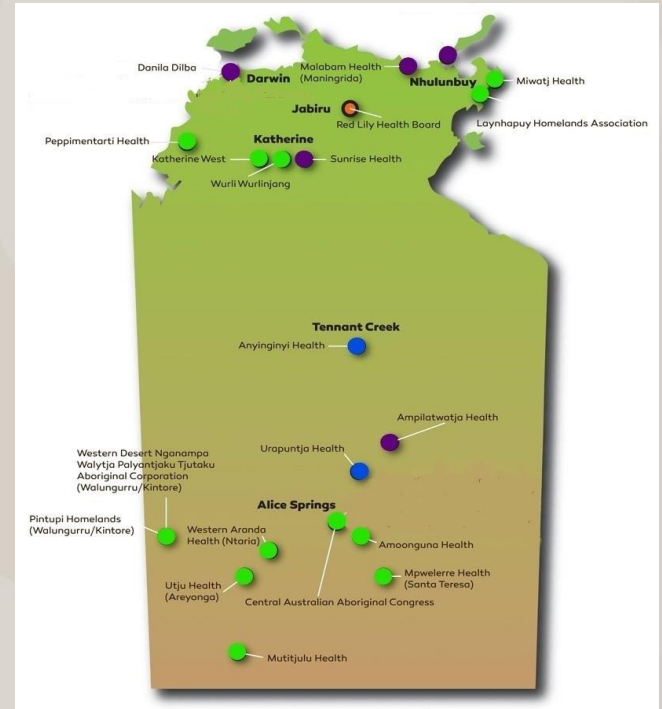 Danila Dilba
Darwin
Malabam Health
(Maningrida)
Nhulunbuy
Miwatj Health
Jabiru
Red Lily Health Board
Laynhapuy Homelands Association
Peppimentarti Health
Katherine
Katherine West
Sunrise Health
Wurli Wurlinjang
Tennant Creek
Anyinginyi Health
Ampilatwatja Health
Urapuntja Health
Western Desert Nganampa
Walytja Palyantjaku Tjutaku
Aboriginal Corporation
(Walungurru/Kintore)
Alice Springs
Pintupi Homelands
(Walungurru/Kintore)
Western Aranda
Health (Ntaria)
Amoonguna Health
Utju Health
(Areyonga)
Mpwelerre Health
(Santa Teresa)
Central Australian Aboriginal Congress
Mutitjulu Health